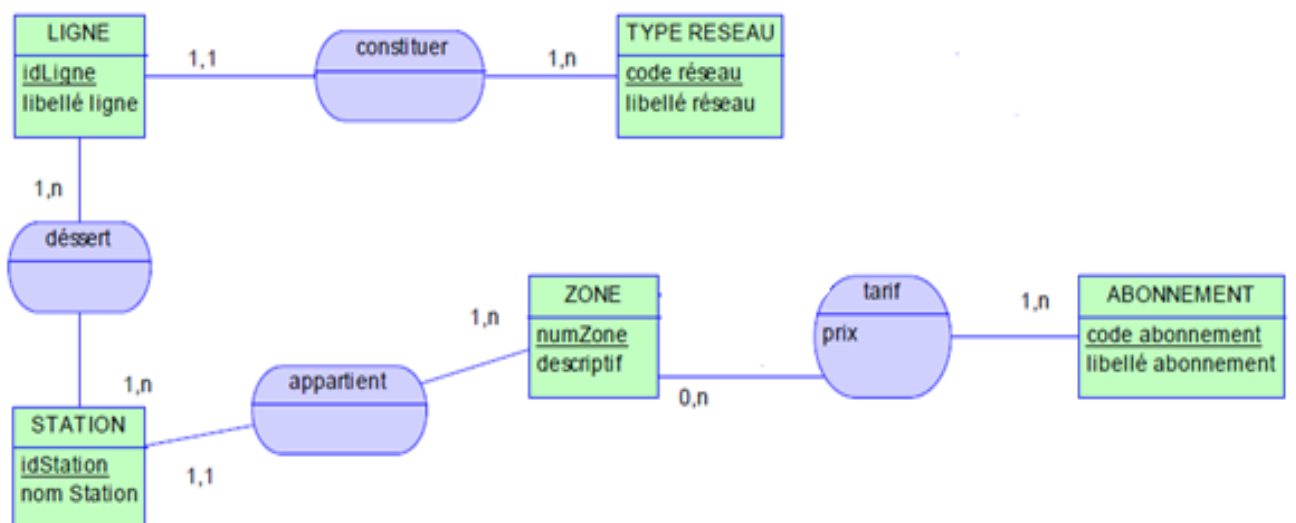 LIGNE
idLigne
libellé ligne
1,1
constituer
1,n
TYPE RESEAU
code réseau
libellé réseau
1,n
déssert
1,n
STATION
idStation
nom Station
1,1
appartient
1,n
ZONE
numZone
descriptif
0,n
tarif
prix
1,n
ABONNEMENT
code abonnement
libellé abonnement